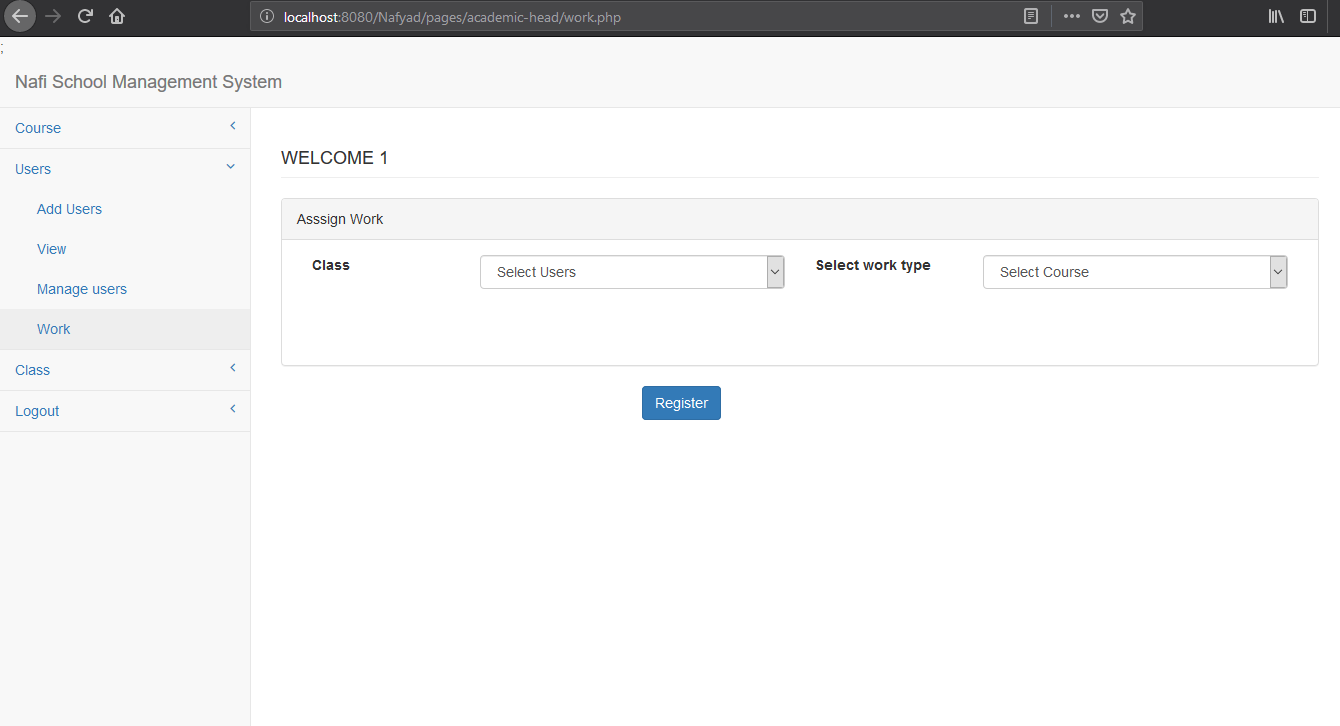 localhost:8080/Nafyad/pages/academic-head/work.php
;
Nafi School Management System
Course
Users
Add Users
View
Manage users
Work
Class
Logout
WELCOME 1
Asssign Work
Class
Select Users
Select work type
Select Course
Register